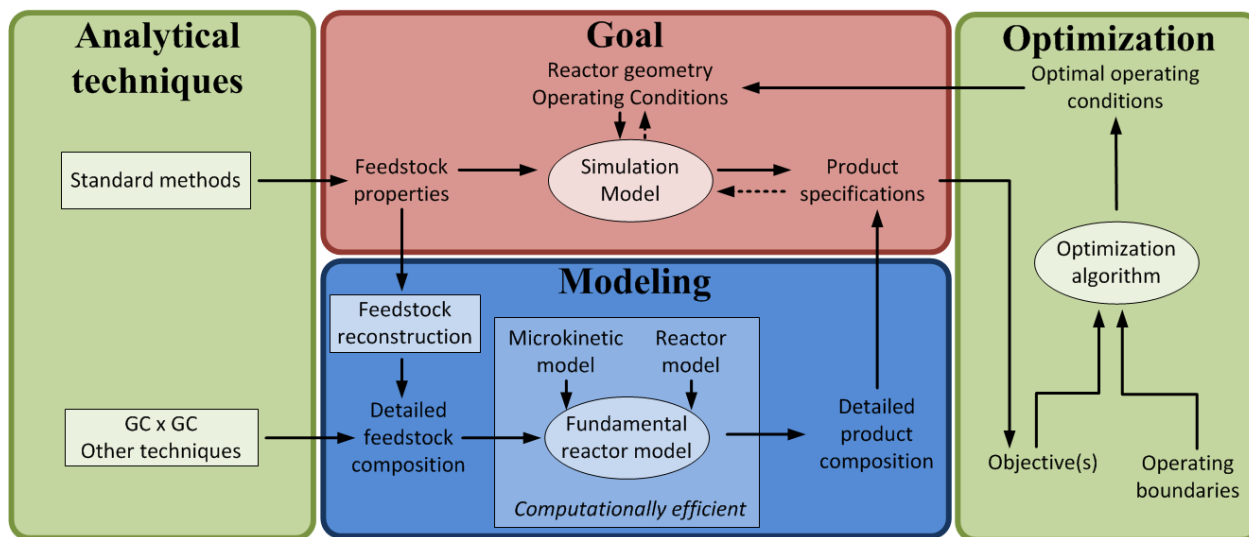 Analytical
techniques
Standard methods
GC x GC
Other techniques
Goal
Reactor geometry
Operating Conditions
Feedstock
properties
Simulation
Model
Product
specifications
Modeling
Feedstock
reconstruction
Microkinetic
model
Reactor
model
Detailed
feedstock
composition
Fundamental
reactor model
Detailed
product
composition
Computationally efficient
Optimization
Optimal operating
conditions
Optimization
algorithm
Objective(s)
Operating
boundaries